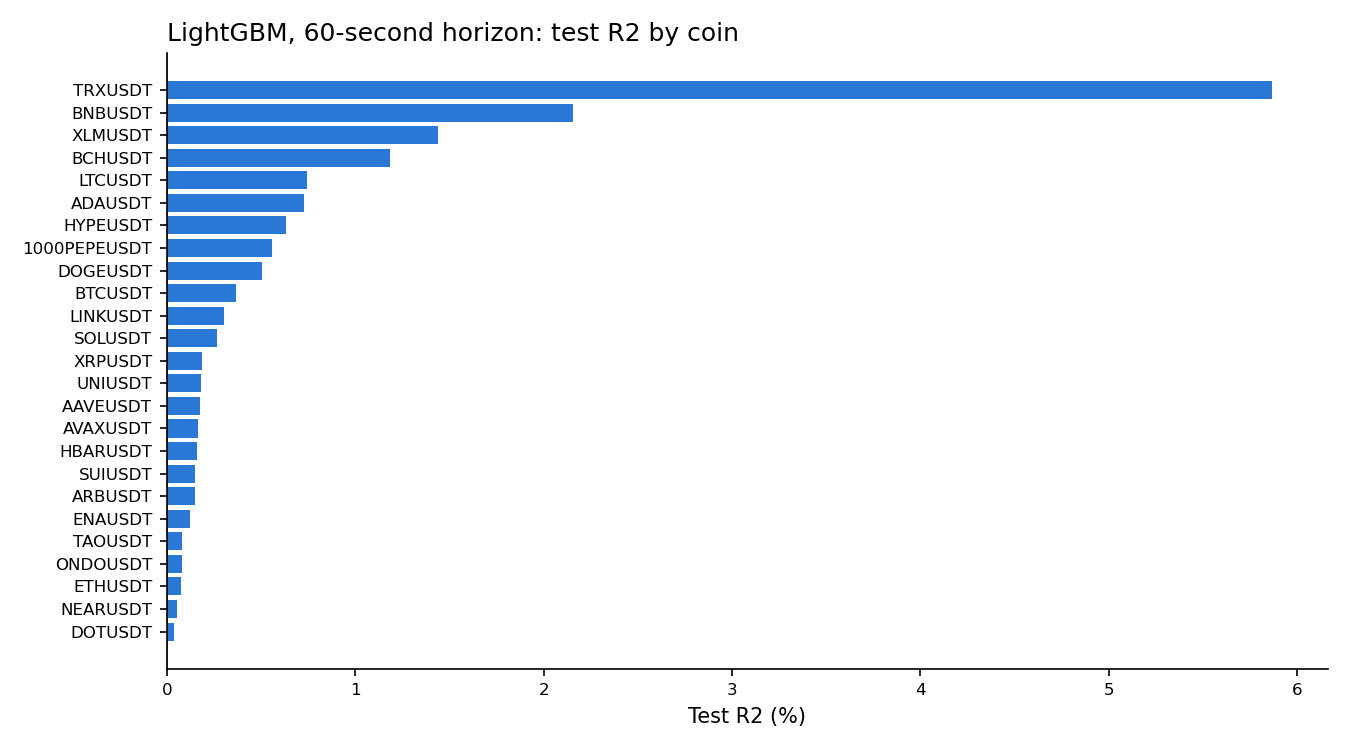 LightGBM, 60-second horizon: test R2 by coin
TRXUSDT
BNBUSDT
XLMUSDT
BCHUSDT
LTCUSDT
ADAUSDT
HYPEUSDT
1000PEPEUSDT
DOGEUSDT
BTCUSDT
LINKUSDT
SOLUSDT
XRPUSDT
UNIUSDT
AAVEUSDT
AVAXUSDT
HBARUSDT
SUIUSDT
ARBUSDT
ENAUSDT
TAOUSDT
ONDOUSDT
ETHUSDT
NEARUSDT
DOTUSDT
0 1 2 3 4 5 6
Test R2 (%)